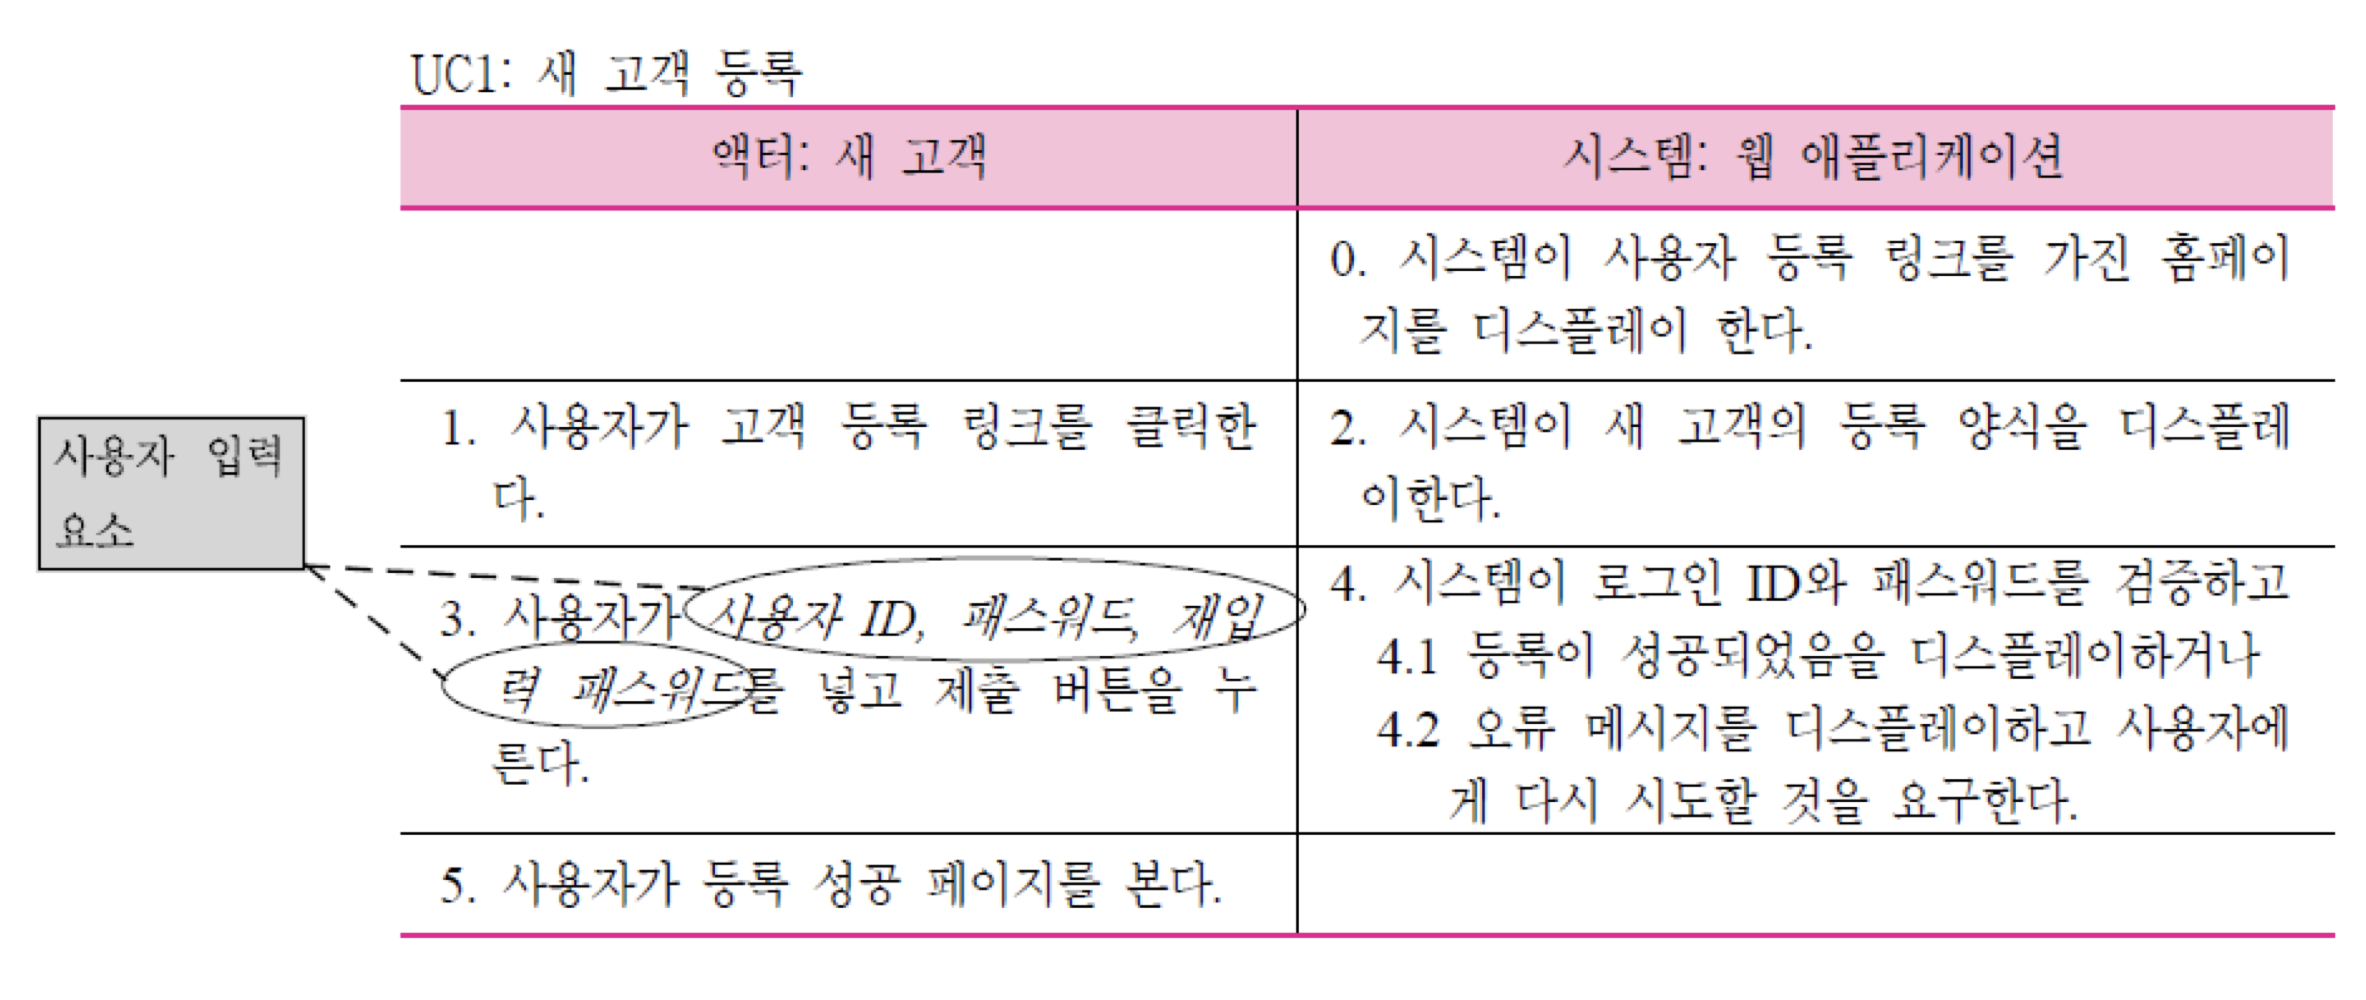 UC1: 새 고객 등록
액터: 새 고객
시스템: 웹 애플리케이션
0. 시스템이 사용자 등록 링크를 가진 홈페이
지를 디스플레이 한다.
사용자 입력
요소
1. 사용자가 고객 등록 링크를 클릭한
다.
2. 시스템이 새 고객의 등록 양식을 디스플레
이한다.
3. 사용자가 사용자 ID, 패스워드, 재입
력 패스워드를 넣고 제출 버튼을 누
른다.
4. 시스템이 로그인 ID와 패스워드를 검증하고
4.1 등록이 성공되었음을 디스플레이하거나
4.2 오류 메시지를 디스플레이하고 사용자에
게 다시 시도할 것을 요구한다.
5. 사용자가 등록 성공 페이지를 본다.